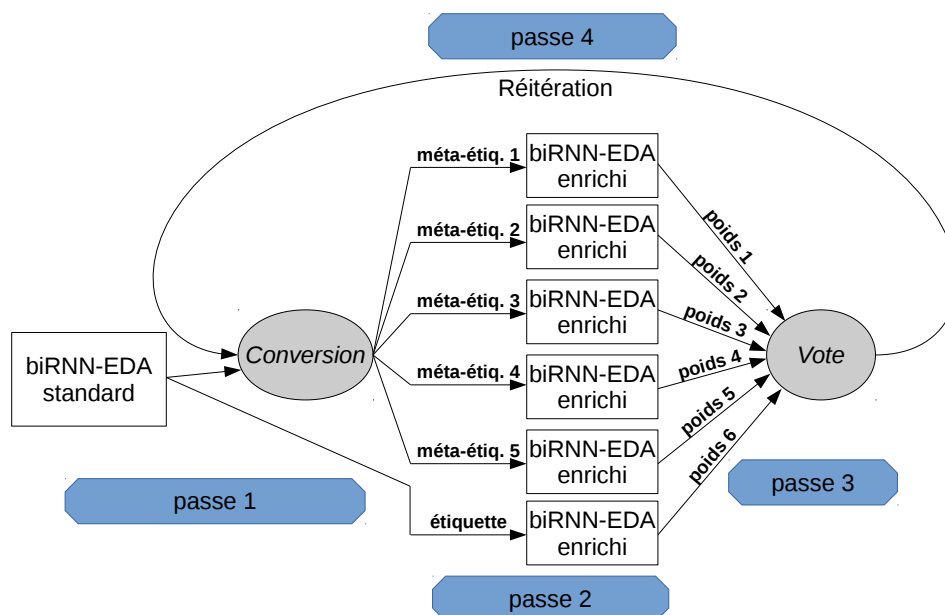 passe 4
Réitération
méta-étiq. 1
biRNN-EDA
enrichi
poids 1
méta-étiq. 2
biRNN-EDA
enrichi
poids 2
méta-étiq. 3
biRNN-EDA
enrichi
poids 3
biRNN-EDA
standard
Conversion
Vote
méta-étiq. 4
biRNN-EDA
enrichi
poids 4
méta-étiq. 5
biRNN-EDA
enrichi
poids 5
passe 1
passe 3
étiquette
biRNN-EDA
enrichi
poids 6
passe 2